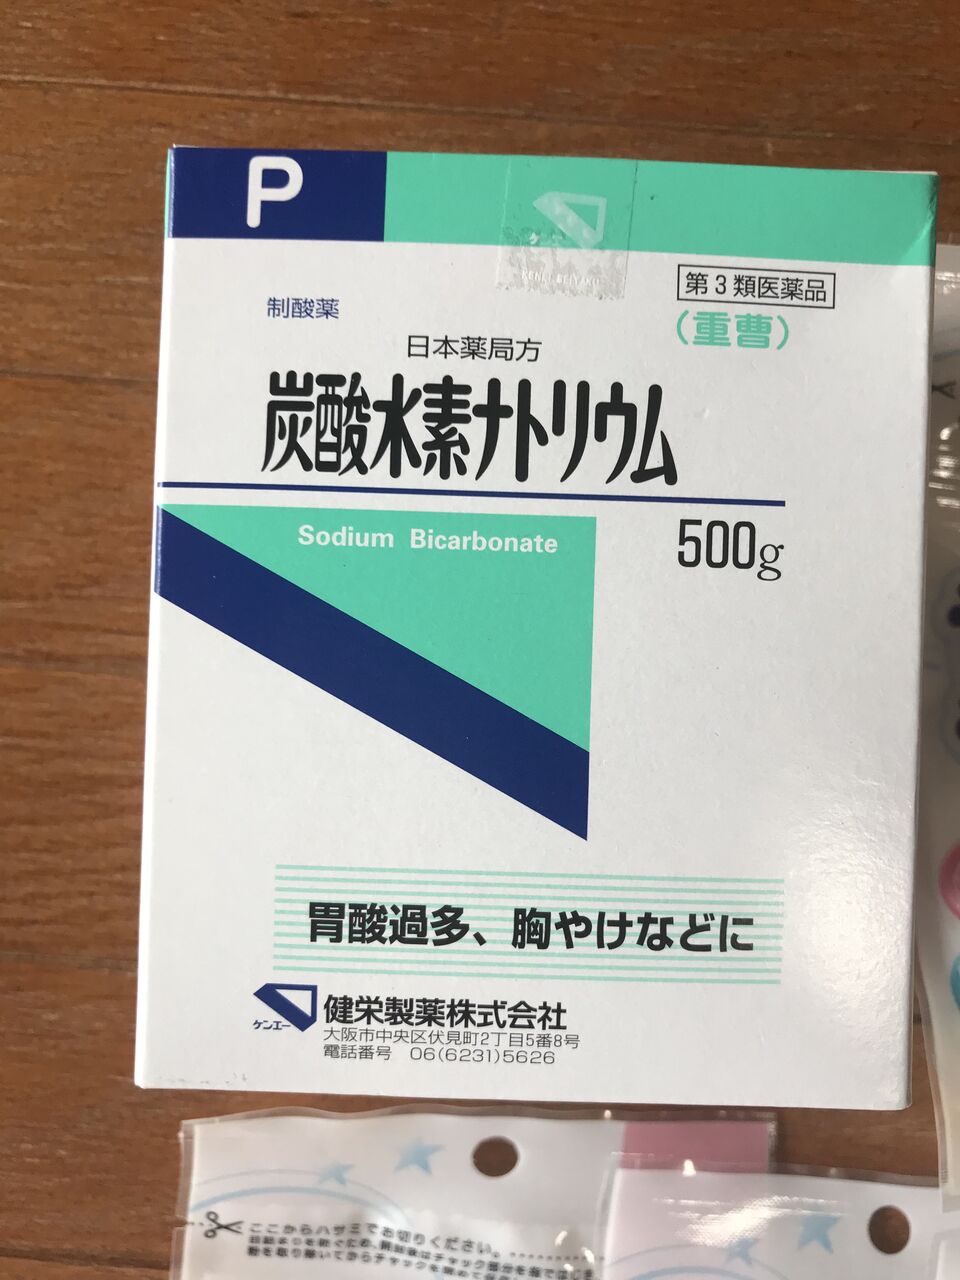 P
第3類医薬品
制酸薬
(重曹)
日本薬局方
炭酸水素ナトリウム
Sodium Bicarbonate
500g
胃酸過多、胸やけなどに
ケンエー
健栄製薬株式会社
大阪市中央区伏見町2丁目5番8号
電話番号 06(6231)5626
ここからハサミでお切りください。